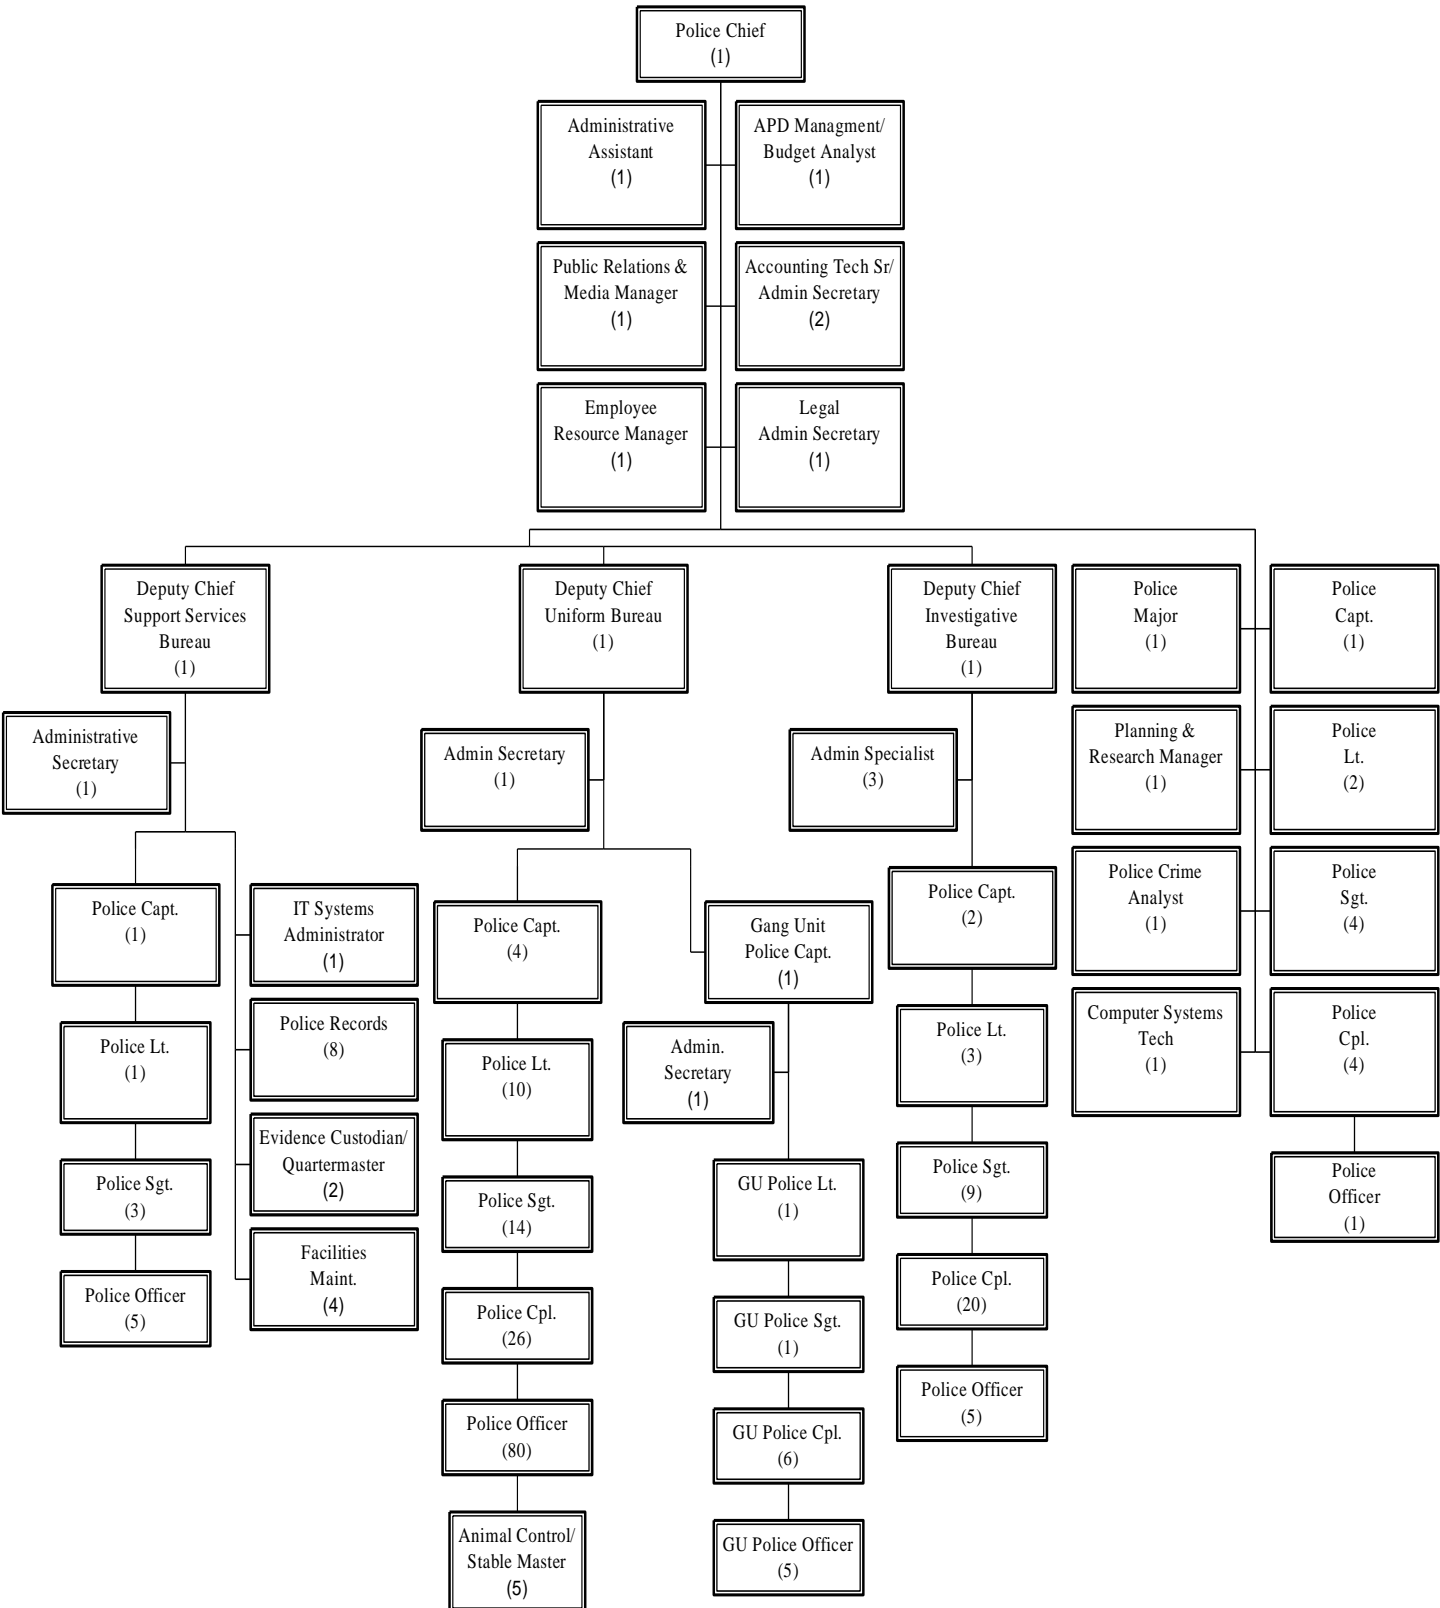 Police Chief
(1)
Administrative
Assistant
(1)
APD Managment/
Budget Analyst
(1)
Public Relations &
Media Manager
(1)
Accounting Tech Sr/
Admin Secretary
(2)
Employee
Resource Manager
(1)
Legal
Admin Secretary
(1)
Deputy Chief
Support Services
Bureau
(1)
Administrative
Secretary
(1)
Police Capt.
(1)
Police Lt.
(1)
Police Sgt.
(3)
Police Officer
(5)
IT Systems
Administrator
(1)
Police Records
(8)
Evidence Custodian/
Quartermaster
(2)
Facilities
Maint.
(4)
Deputy Chief
Uniform Bureau
(1)
Admin Secretary
(1)
Police Capt.
(4)
Police Lt.
(10)
Police Sgt.
(14)
Police Cpl.
(26)
Police Officer
(80)
Animal Control/
Stable Master
(5)
Gang Unit
Police Capt.
(1)
Admin.
Secretary
(1)
GU Police Lt.
(1)
GU Police Sgt.
(1)
GU Police Cpl.
(6)
GU Police Officer
(5)
Deputy Chief
Investigative
Bureau
(1)
Admin Specialist
(3)
Police Capt.
(2)
Police Lt.
(3)
Police Sgt.
(9)
Police Cpl.
(20)
Police Officer
(5)
Police
Major
(1)
Police
Capt.
(1)
Planning &
Research Manager
(1)
Police
Lt.
(2)
Police Crime
Analyst
(1)
Police
Sgt.
(4)
Computer Systems
Tech
(1)
Police
Cpl.
(4)
Police
Officer
(1)